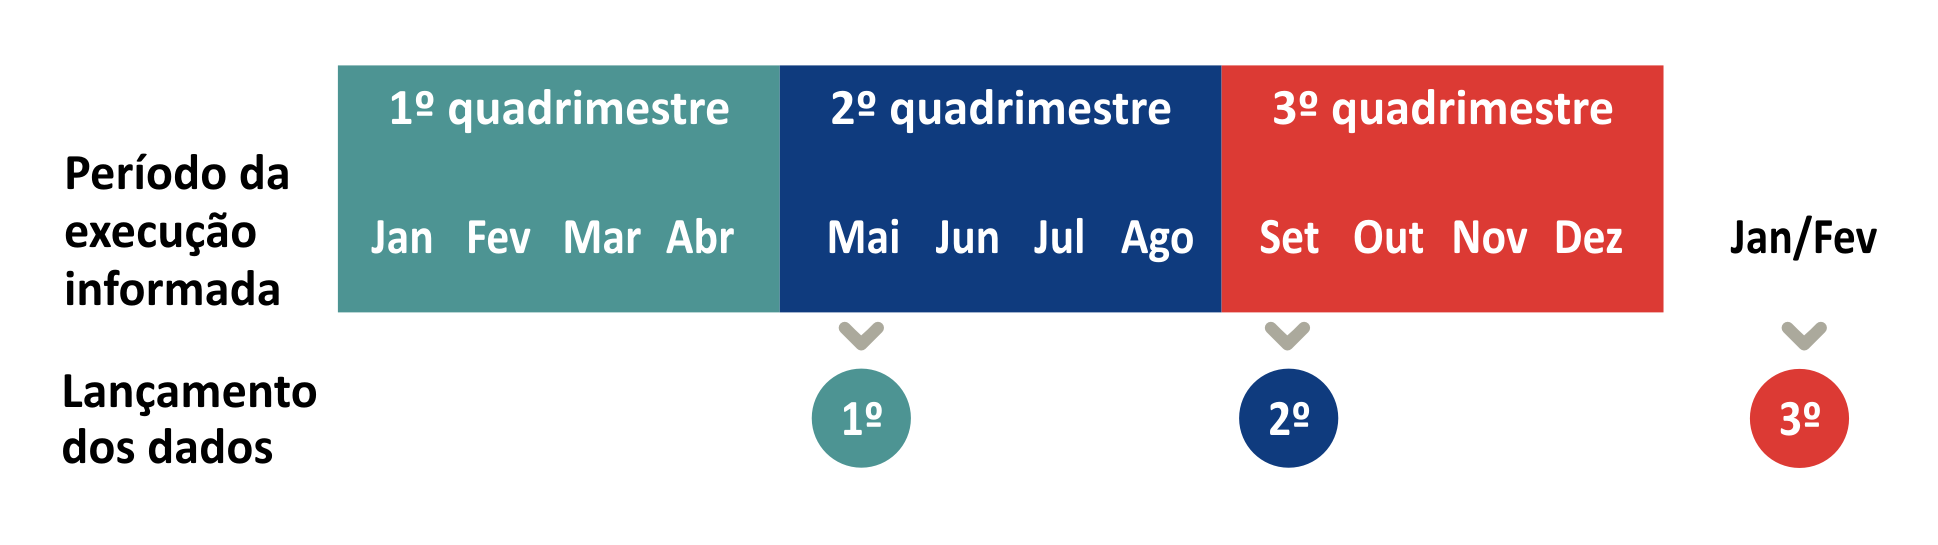 1º quadrimestre 2º quadrimestre 3º quadrimestre
Período da
execução
informada
Jan Fev Mar Abr Mai Jun Jul Ago Set Out Nov Dez Jan/Fev
Lançamento
dos dados
1º 2º 3º